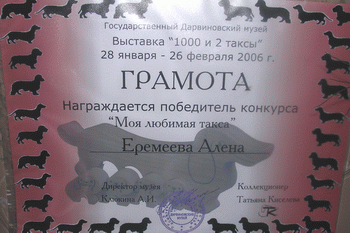 Государственный Дарвиновский музей
Выставка "1000 и 2 таксы"
28 января - 26 февраля 2006 г.
ГРАМОТА
Награждается победитель конкурса
"Моя любимая такса"
Еремеева Алена
Директор музея Коллекционер
А.И. Татьяна Киселева